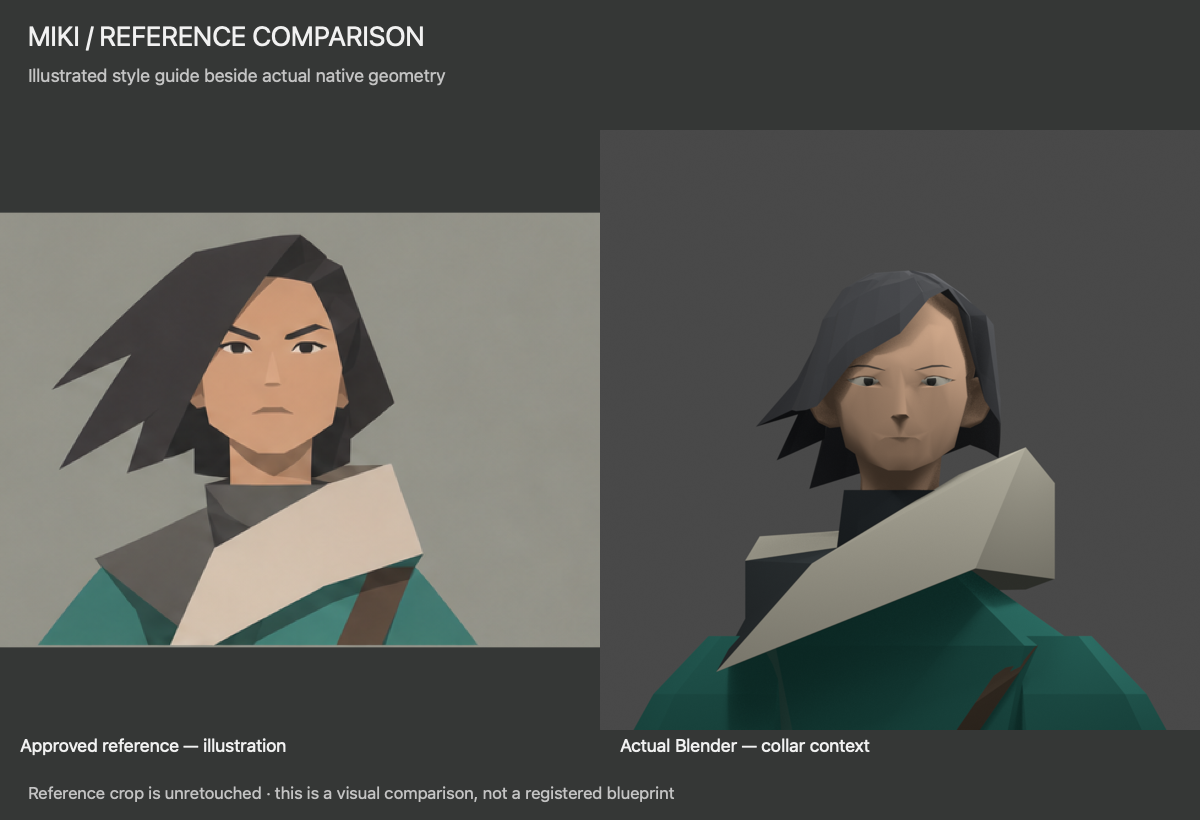 MIKI / REFERENCE COMPARISON
Illustrated style guide beside actual native geometry
Approved reference — illustration
Actual Blender — collar context
Reference crop is unretouched · this is a visual comparison, not a registered blueprint